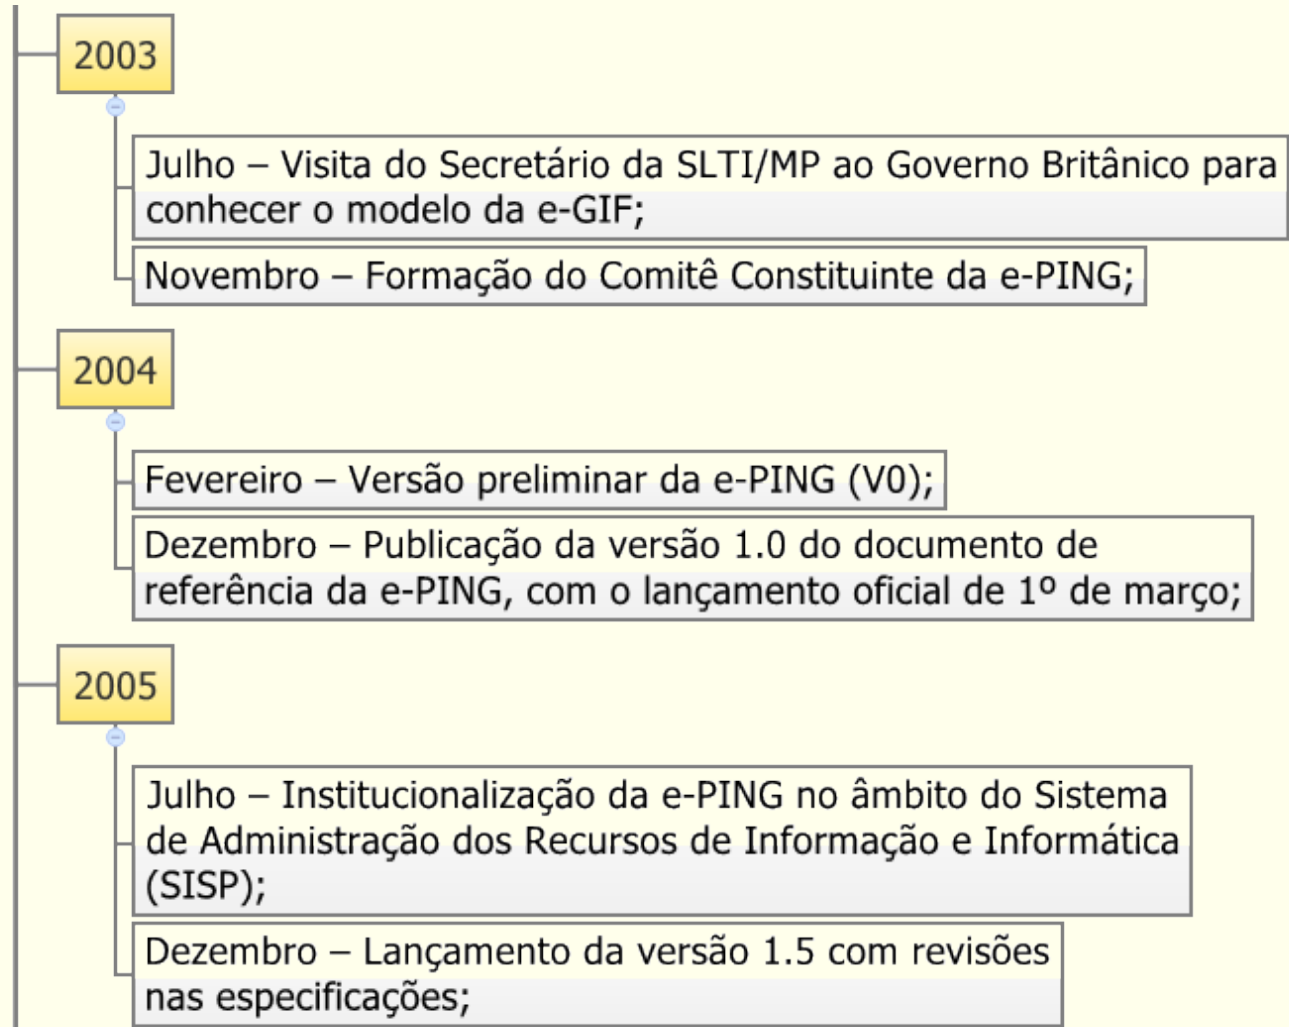 2003
Julho – Visita do Secretário da SLTI/MP ao Governo Britânico para
conhecer o modelo da e-GIF;
Novembro – Formação do Comitê Constituinte da e-PING;
2004
Fevereiro – Versão preliminar da e-PING (V0);
Dezembro – Publicação da versão 1.0 do documento de
referência da e-PING, com o lançamento oficial de 1º de março;
2005
Julho – Institucionalização da e-PING no âmbito do Sistema
de Administração dos Recursos de Informação e Informática
(SISP);
Dezembro – Lançamento da versão 1.5 com revisões
nas especificações;